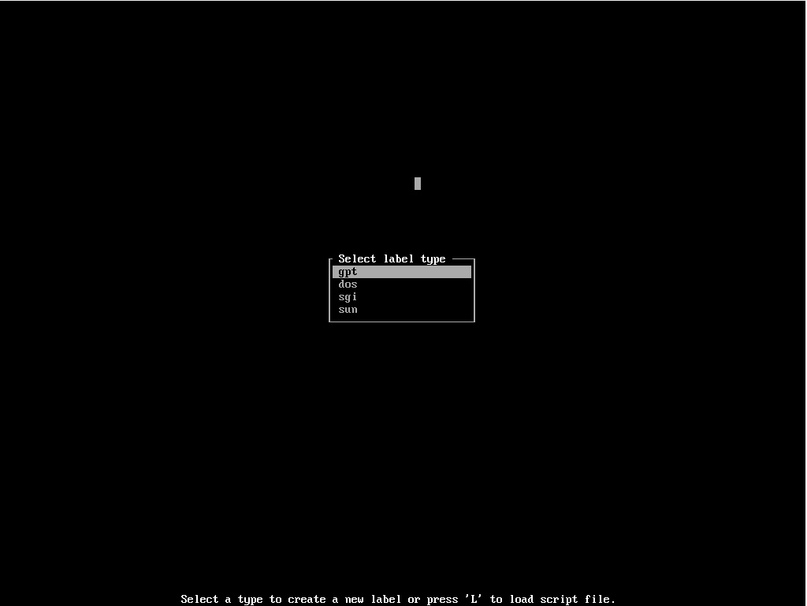 Select label type
gpt
dos
sgi
sun
Select a type to create a new label or press 'L' to load script file.